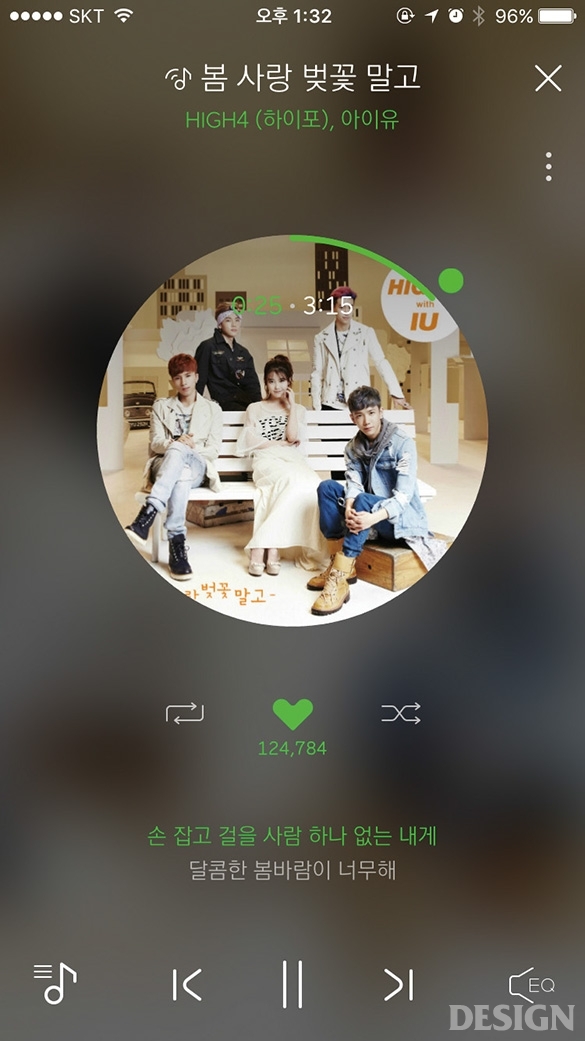 SKT 오후 1:32 96%
봄 사랑 벚꽃 말고
HIGH4 (하이포), 아이유
0:25 • 3:15
with
IU
벚꽃 말고-
124,784
손 잡고 걸을 사람 하나 없는 내게
달콤한 봄바람이 너무해
EQ
DESIGN